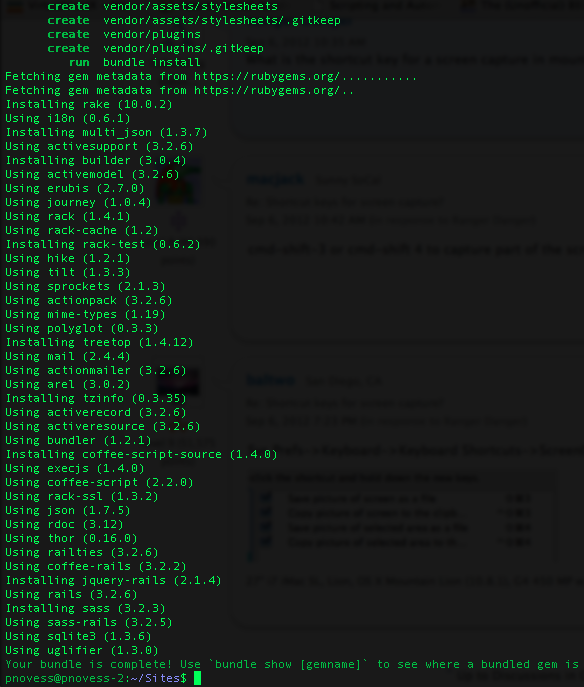 create vendor/assets/stylesheets
create vendor/assets/stylesheets/.gitkeep
create vendor/plugins
create vendor/plugins/.gitkeep
run bundle install
Fetching gem metadata from https://rubygems.org/...........
Fetching gem metadata from https://rubygems.org/..
Installing rake (10.0.2)
Using i18n (0.6.1)
Installing multi_json (1.3.7)
Using activesupport (3.2.6)
Installing builder (3.0.4)
Using activemodel (3.2.6)
Using erubis (2.7.0)
Using journey (1.0.4)
Using rack (1.4.1)
Using rack-cache (1.2)
Installing rack-test (0.6.2)
Using hike (1.2.1)
Using tilt (1.3.3)
Using sprockets (2.1.3)
Using actionpack (3.2.6)
Using mime-types (1.19)
Using polyglot (0.3.3)
Installing treetop (1.4.12)
Using mail (2.4.4)
Using actionmailer (3.2.6)
Using arel (3.0.2)
Installing tzinfo (0.3.35)
Using activerecord (3.2.6)
Using activeresource (3.2.6)
Using bundler (1.2.1)
Installing coffee-script-source (1.4.0)
Using execjs (1.4.0)
Using coffee-script (2.2.0)
Using rack-ssl (1.3.2)
Using json (1.7.5)
Using rdoc (3.12)
Using thor (0.16.0)
Using railties (3.2.6)
Using coffee-rails (3.2.2)
Installing jquery-rails (2.1.4)
Using rails (3.2.6)
Installing sass (3.2.3)
Using sass-rails (3.2.5)
Using sqlite3 (1.3.6)
Using uglifier (1.3.0)
Your bundle is complete! Use `bundle show [gemname]` to see where a bundled gem is
pnovess@pnovess-2:~/Sites$